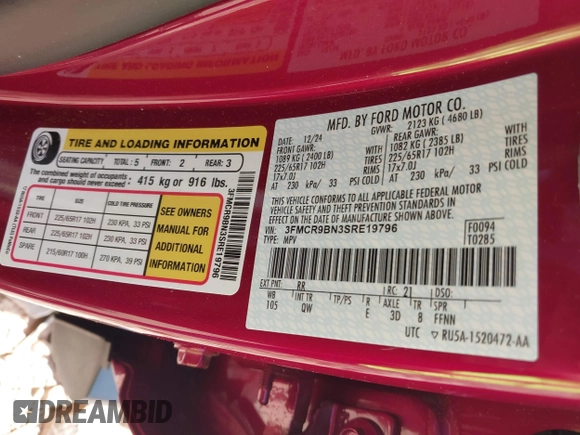 TIRE AND LOADING INFORMATION
SEATING CAPACITY TOTAL: 5 FRONT: 2 REAR: 3
The combined weight of occupants and cargo should never exceed: 415 kg or 916 lbs.
TIRE SIZE COLD TIRE PRESSURE
FRONT 225/65R17 102H 230 KPA, 33 PSI
REAR 225/65R17 102H 230 KPA, 33 PSI
SPARE 215/60R17 100H 270 KPA, 39 PSI
SEE OWNERS
MANUAL FOR
ADDITIONAL
INFORMATION
3FMCR9BN3SRE19796
MFD. BY FORD MOTOR CO.
12/24 GVWR: 2123 KG ( 4680 LB)
FRONT GAWR: REAR GAWR:
1089 KG ( 2400 LB) WITH 1082 KG ( 2385 LB) WITH
225/65R17 102H TIRES 225/65R17 102H TIRES
17x7.0J RIMS 17x7.0J RIMS
AT 230 kPa/ 33 PSI COLD AT 230 kPa/ 33 PSI COLD
THIS VEHICLE CONFORMS TO ALL APPLICABLE FEDERAL MOTOR
VEHICLE SAFETY AND THEFT PREVENTION STANDARDS IN
EFFECT ON THE DATE OF MANUFACTURE SHOWN ABOVE.
VIN: 3FMCR9BN3SRE19796 F0094
TYPE: MPV T0285
EXT PNT: RR RC: 21 DSO:
WB INT TR TP/PS R AXLE TR SPR
105 QW E 3D 8 FFNN
UTC RU5A-1520472-AA
DREAMBID